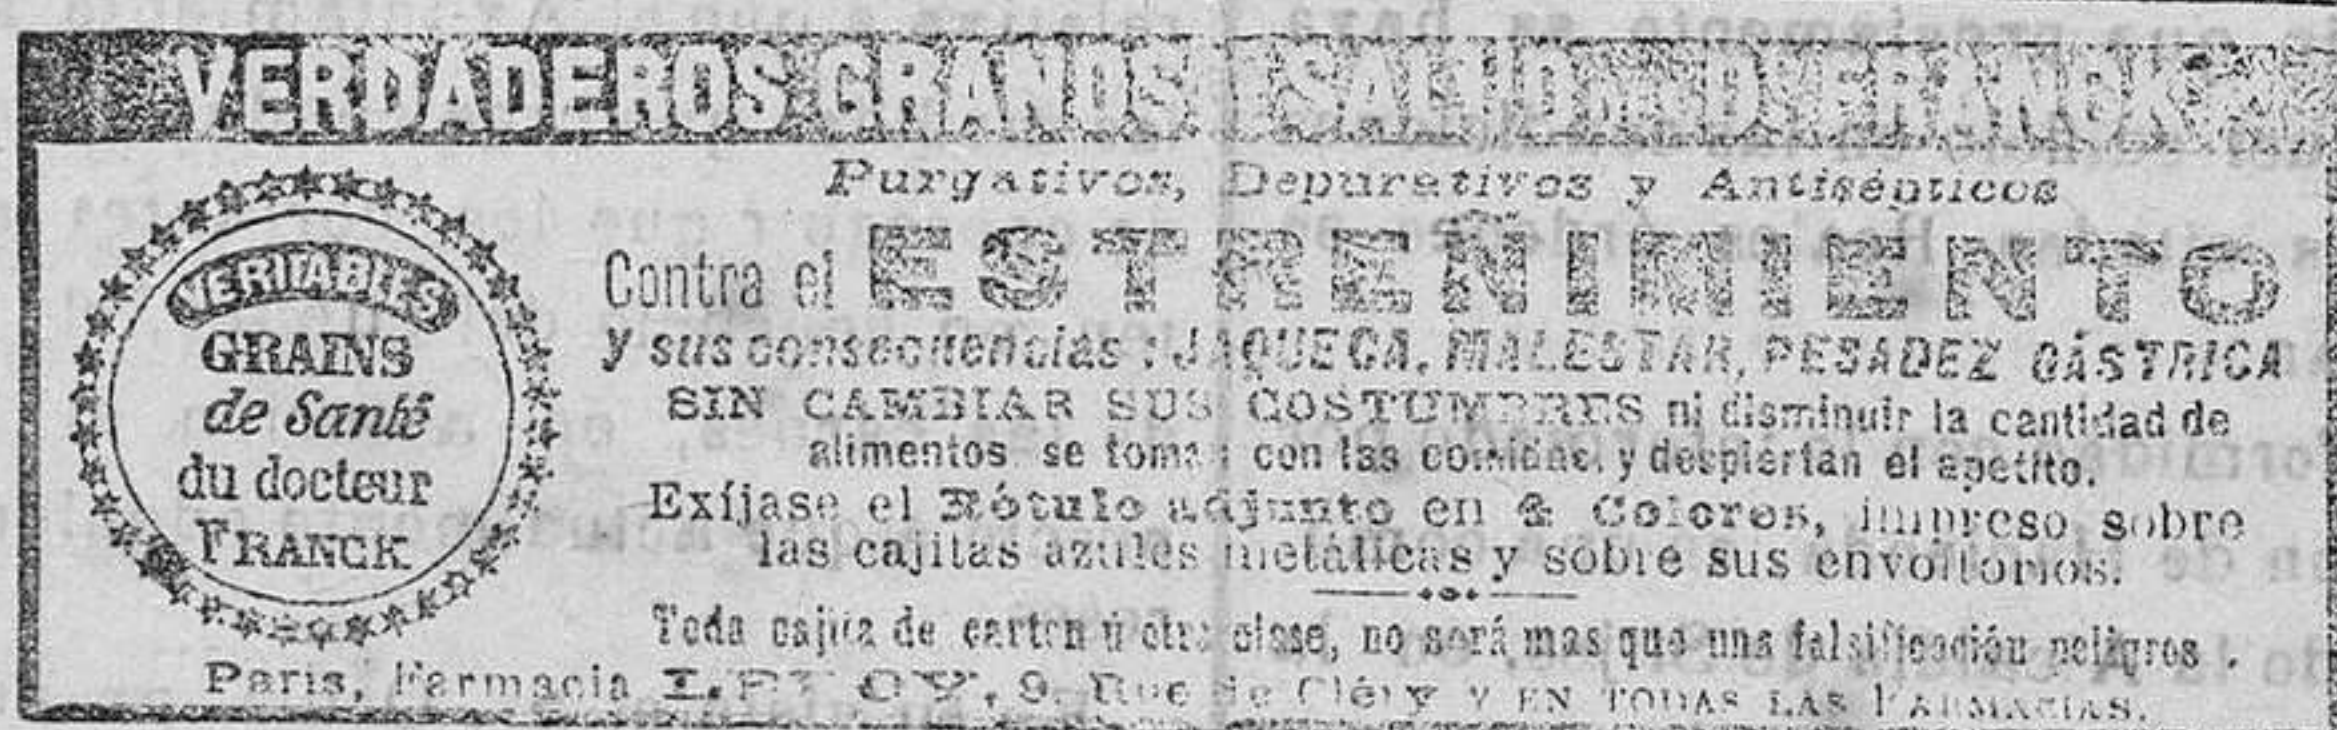 VERDADEROS GRANOS DE SALUD DEL Dr FRANCK
VERITABLES
GRAINS
de Santé
du docteur
FRANCK
Purgativos, Depurativos y Antisépticos
Contra el ESTREÑIMIENTO
y sus consecuencias : JAQUECA, MALESTAR, PESADEZ GÁSTRICA
SIN CAMBIAR SUS COSTUMBRES ni disminuir la cantidad de
alimentos se toman con las comidas, y despiertan el apetito.
Exíjase el Rótulo adjunto en 4 Colores, impreso sobre
las cajitas azules metálicas y sobre sus envoltorios.
Toda cajita de carton ú otra clase, no será mas que una falsificación peligros .
Paris, Farmacia LEROY, 9, Rue de Cléry Y EN TODAS LAS FARMACIAS.